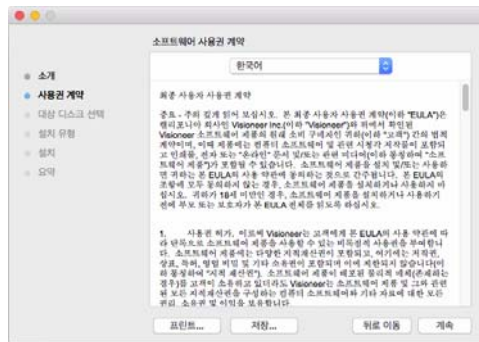 소프트웨어 사용권 계약
한국어
소개
사용권 계약
대상 디스크 선택
설치 유형
설치
요약
최종 사용자 사용권 계약
중요 - 주의 깊게 읽어 보십시오. 본 최종 사용자 사용권 계약(이하 "EULA")은
캘리포니아 회사인 Visioneer Inc.(이하 "Visioneer")와 위에서 확인된
Visioneer 소프트웨어 제품의 원래 소비 구매자인 귀하(이하 "고객") 간의 법적
계약이며, 이때 제품에는 컴퓨터 소프트웨어 및 관련 시청각 저작물이 포함되
고 인쇄물, 전자 또는 "온라인" 문서 및/또는 관련 미디어(이하 통칭하여 "소프
트웨어 제품")가 포함될 수 있습니다. 소프트웨어 제품을 설치 및/또는 사용하
면 귀하는 본 EULA의 사용 약관에 동의하는 것으로 간주됩니다. 본 EULA의
조항에 모두 동의하지 않는 경우, 소프트웨어 제품을 설치하거나 사용하지 마
십시오. 귀하가 18세 미만인 경우, 소프트웨어 제품을 설치하거나 사용하기
전에 부모 또는 보호자가 본 EULA 전체를 읽도록 하십시오.
1. 사용권 허가. 이로써 Visioneer는 고객에게 본 EULA의 사용 약관에 따
라 단독으로 소프트웨어 제품을 사용할 수 있는 비독점적 사용권을 부여합니
다. 소프트웨어 제품에는 다양한 지적재산권이 포함되고, 여기에는 저작권,
상표, 특허, 영업 비밀 및 기타 소유권이 포함되며 이에 제한되지 않습니다(이
하 통칭하여 "지적 재산권"). 소프트웨어 제품이 배포된 물리적 매체(존재하는
경우)를 고객이 소유하고 있더라도 Visioneer는 소프트웨어 제품 및 그와 관련
된 모든 지적재산권을 구성하는 컴퓨터 소프트웨어와 기타 자료에 대한 모든
권리, 소유권 및 이익을 보유합니다.
프린트... 저장... 뒤로 이동 계속